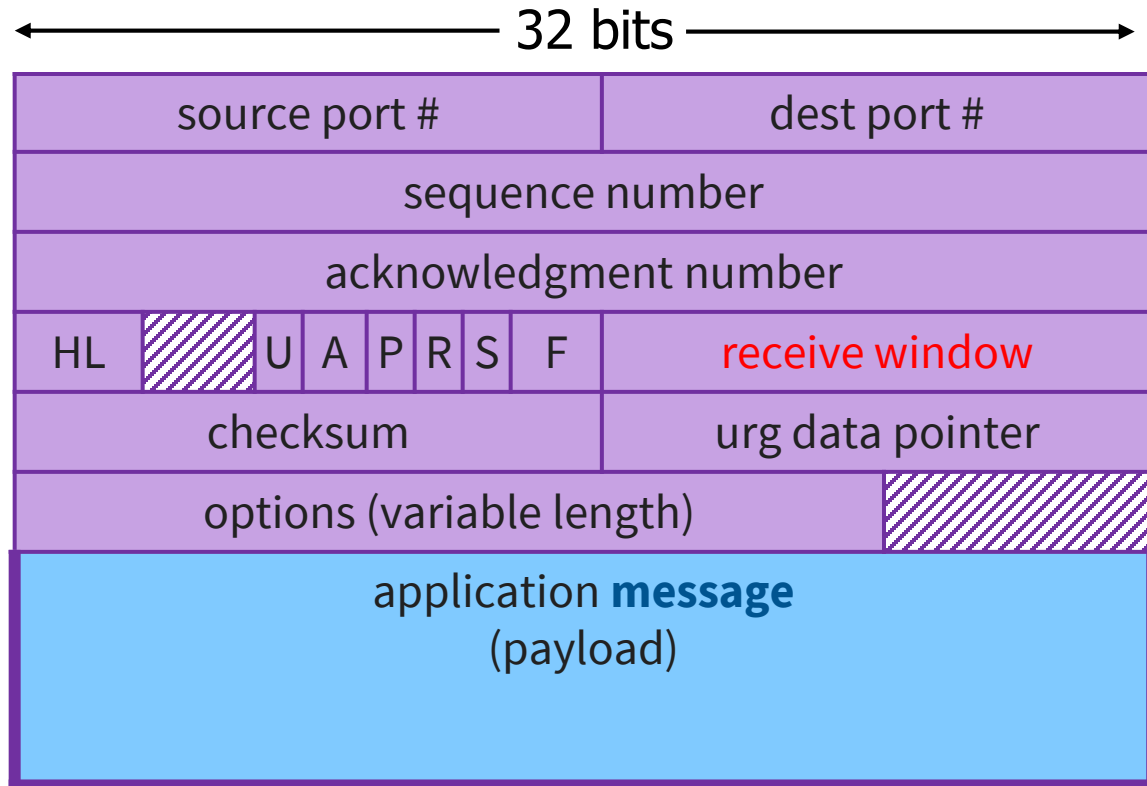 32 bits
source port # dest port #
sequence number
acknowledgment number
HL U A P R S F receive window
checksum urg data pointer
options (variable length)
application message
(payload)